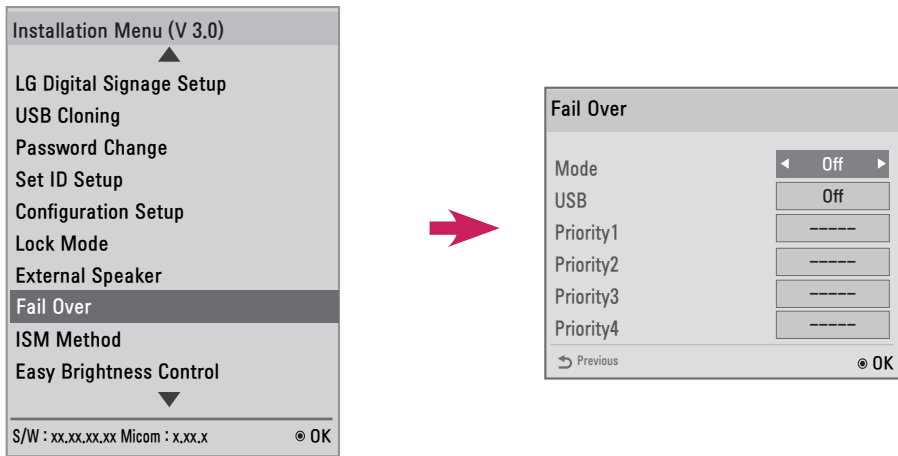 Installation Menu (V 3.0)
LG Digital Signage Setup
USB Cloning
Password Change
Set ID Setup
Configuration Setup
Lock Mode
External Speaker
Fail Over
ISM Method
Easy Brightness Control
S/W : xx.xx.xx.xx Micom : x.xx.x OK
Fail Over
Mode Off
USB Off
Priority1 -----
Priority2 -----
Priority3 -----
Priority4 -----
Previous OK